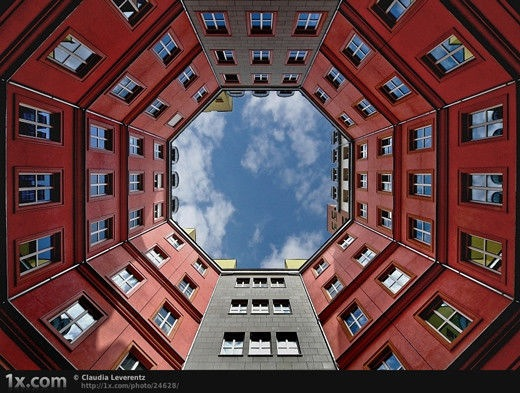 1x.com © Claudia Leverentz
http://1x.com/photo/24628/